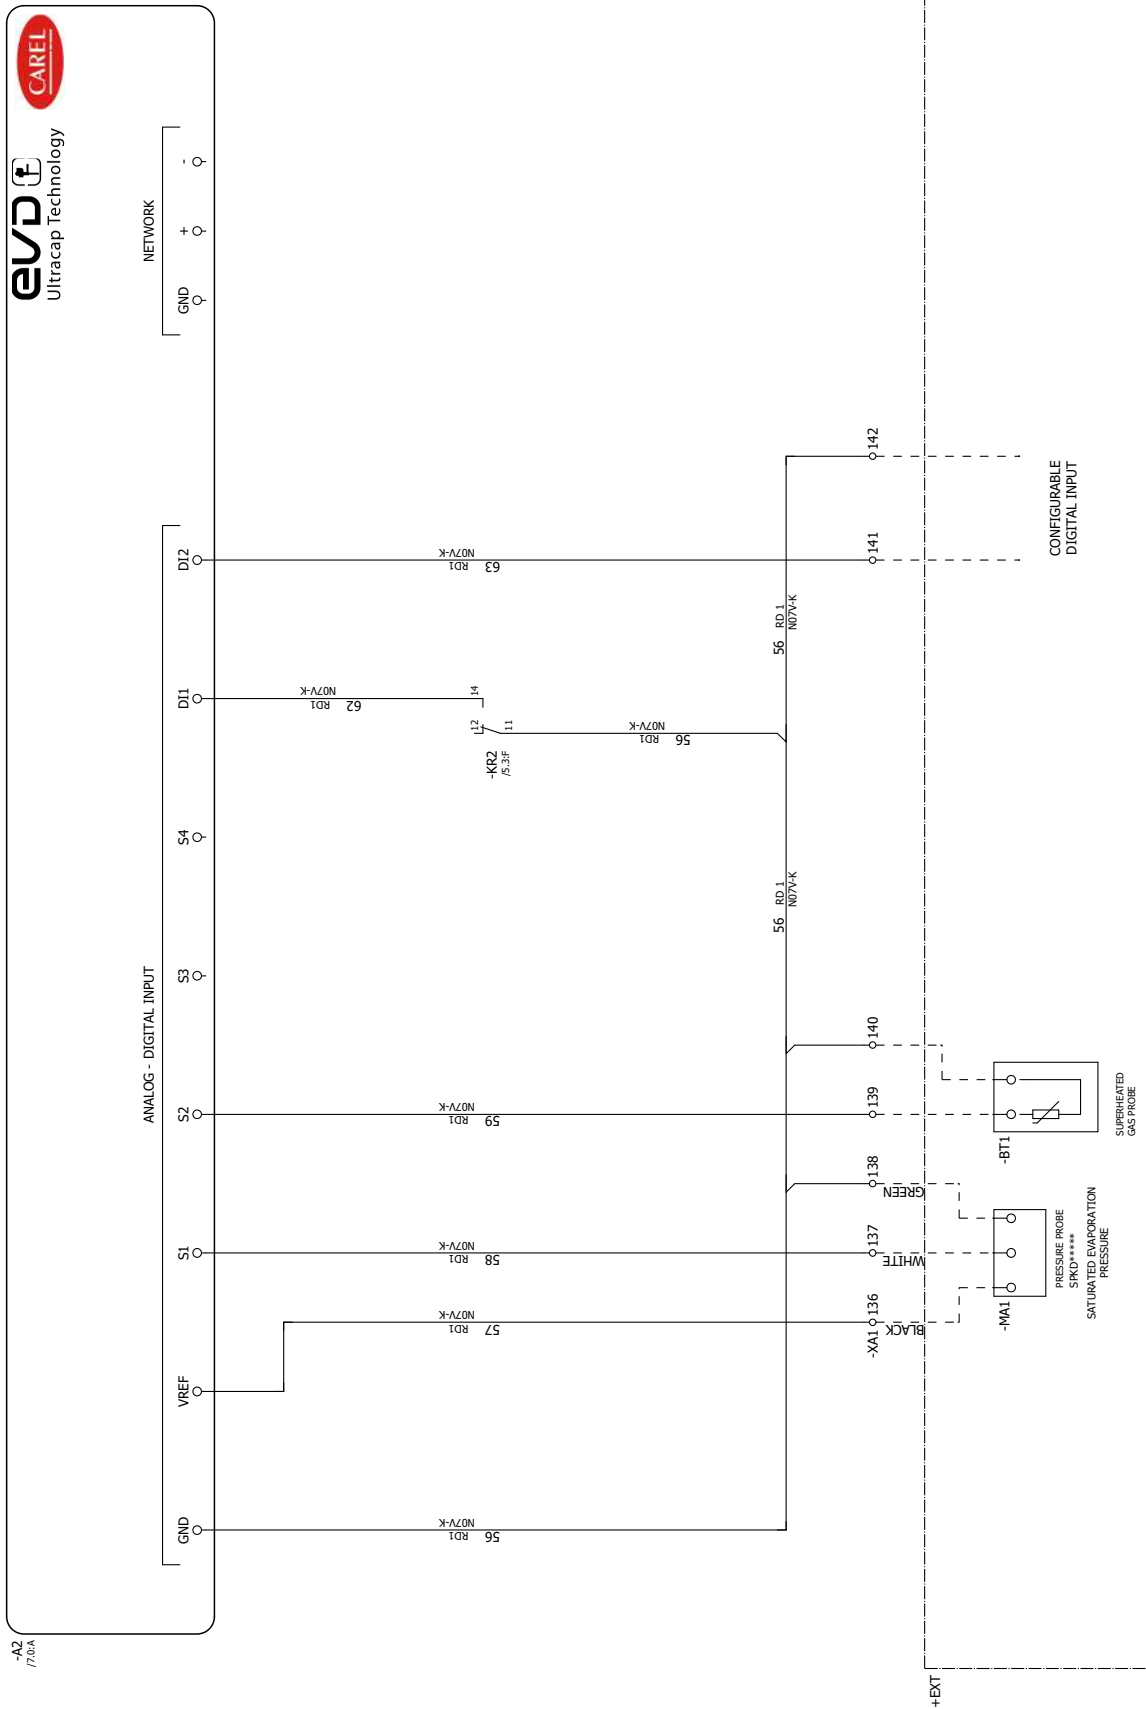 -A2
/7.0:A
evD
Ultracap Technology
CAREL
ANALOG - DIGITAL INPUT
NETWORK
GND
VREF
S1
S2
S3
S4
DI1
DI2
GND
+
-
RD1 N07V-K
56
RD1 N07V-K
57
RD1 N07V-K
58
RD1 N07V-K
59
RD1 N07V-K
62
RD1 N07V-K
63
-KR2
/5.3:F
12
14
11
RD1 N07V-K
56
56
RD 1
N07V-K
56
RD 1
N07V-K
-XA1
136
137
138
139
140
141
142
BLACK
WHITE
GREEN
+EXT
-MA1
PRESSURE PROBE
SPKD*****
SATURATED EVAPORATION
PRESSURE
-BT1
SUPERHEATED
GAS PROBE
CONFIGURABLE
DIGITAL INPUT